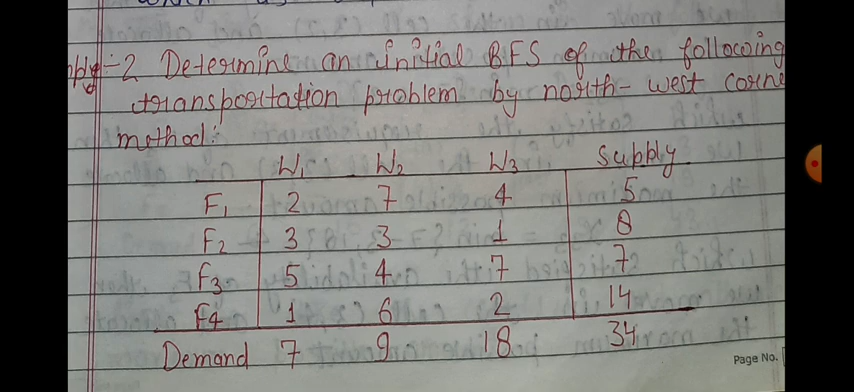 -2 Determine an initial BFS of the following
transportation problem by north-west corne
method:
W1 W2 W3 Supply
F1 2 7 4 5
F2 3 3 1 8
F3 5 4 7 7
F4 1 6 2 14
Demand 7 9 18 34
Page No.